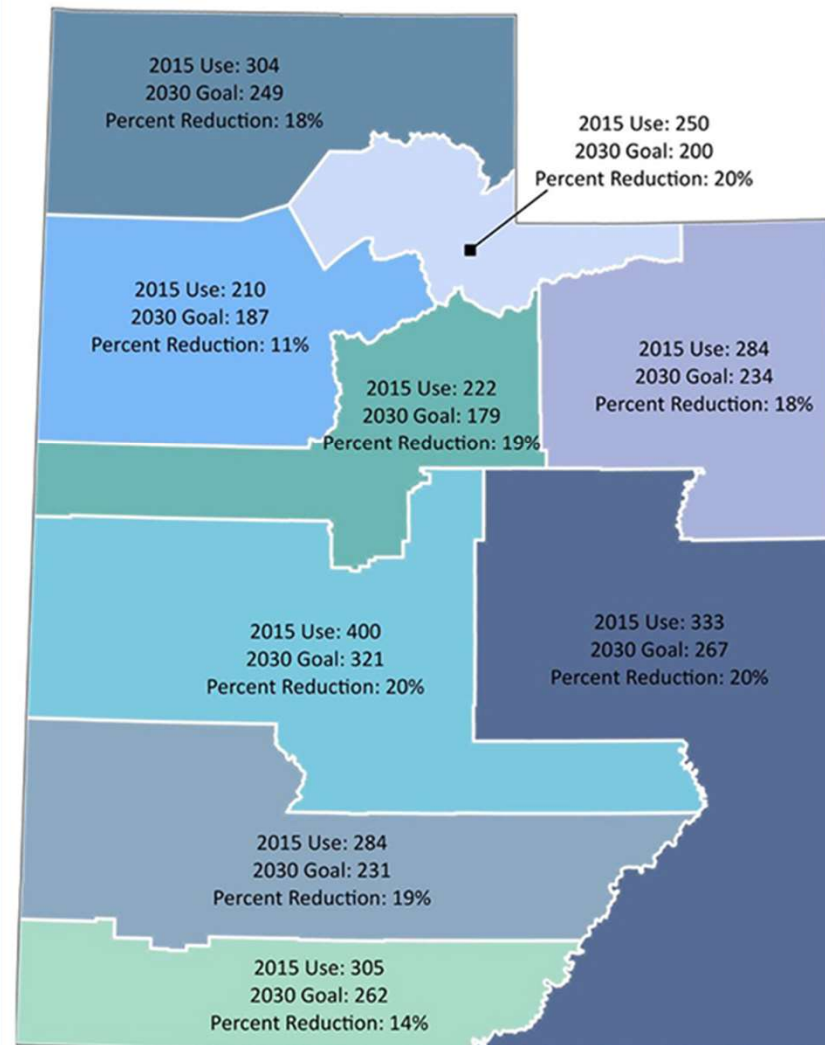 2015 Use: 304
2030 Goal: 249
Percent Reduction: 18%
2015 Use: 250
2030 Goal: 200
Percent Reduction: 20%
2015 Use: 210
2030 Goal: 187
Percent Reduction: 11%
2015 Use: 284
2030 Goal: 234
Percent Reduction: 18%
2015 Use: 222
2030 Goal: 179
Percent Reduction: 19%
2015 Use: 400
2030 Goal: 321
Percent Reduction: 20%
2015 Use: 333
2030 Goal: 267
Percent Reduction: 20%
2015 Use: 284
2030 Goal: 231
Percent Reduction: 19%
2015 Use: 305
2030 Goal: 262
Percent Reduction: 14%